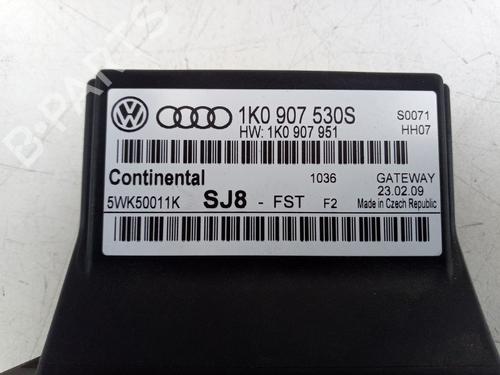 1K0 907 530S S0071
HW: 1K0 907 951 HH07
Continental 1036 GATEWAY
5WK50011K SJ8 - FST F2 23.02.09
Made in Czech Republic
B-PARTS